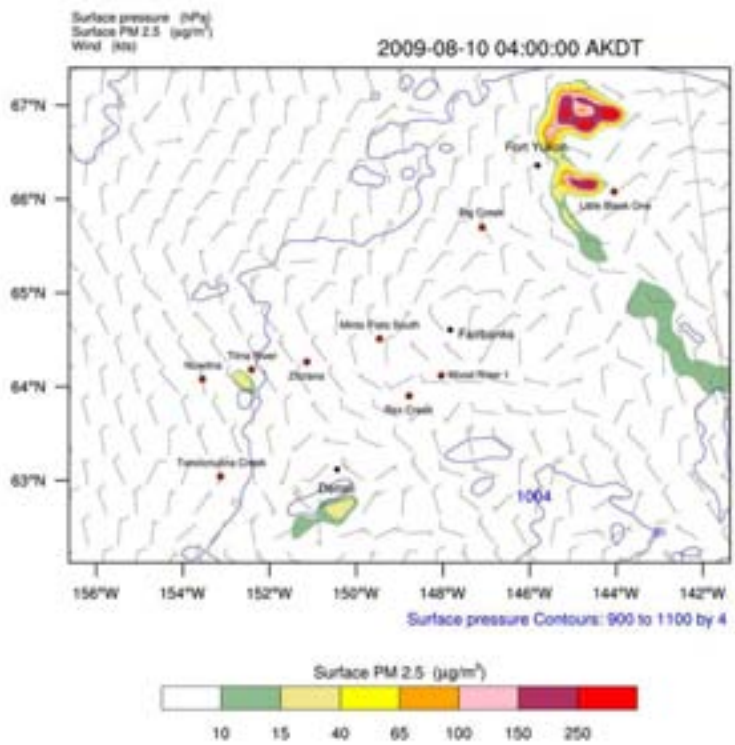 Surface pressure (hPa)
Surface PM 2.5 (μg/m³)
Wind (kts)
2009-08-10 04:00:00 AKDT
67°N
66°N
65°N
64°N
63°N
Fort Yukon
Little Black One
Big Creek
Minto Flats South
Fairbanks
Titna River
Nowitna
Zitziana
Wood River 1
Rex Creek
Creek
Denali
1004
156°W
154°W
152°W
150°W
148°W
146°W
144°W
142°W
Surface pressure Contours: 900 to 1100 by 4
Surface PM 2.5 (μg/m³)
10 15 40 65 100 150 250